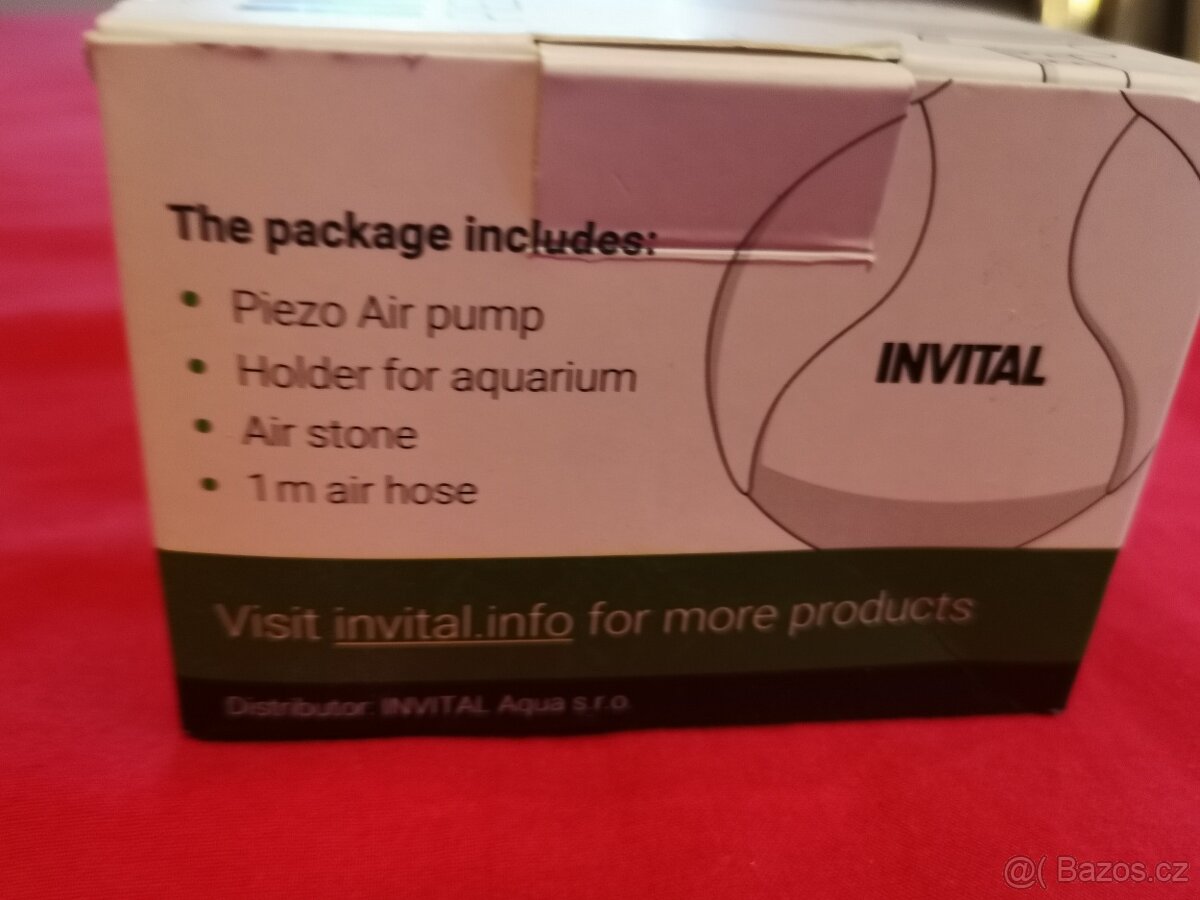 The package includes:
• Piezo Air pump
• Holder for aquarium
• Air stone
• 1 m air hose
INVITAL
Visit invital.info for more products
Distributor: INVITAL Aqua s.r.o.
@( Bazos.cz